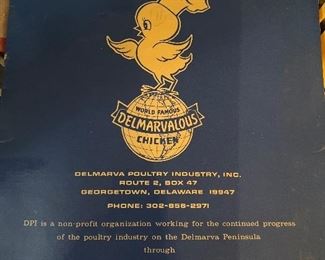 WORLD FAMOUS
DELMARVALOUS
CHICKEN
DELMARVA POULTRY INDUSTRY, INC.
ROUTE 2, BOX 47
GEORGETOWN, DELAWARE 19947
PHONE: 302-856-2971
DPI is a non-profit organization working for the continued progress
of the poultry industry on the Delmarva Peninsula
through